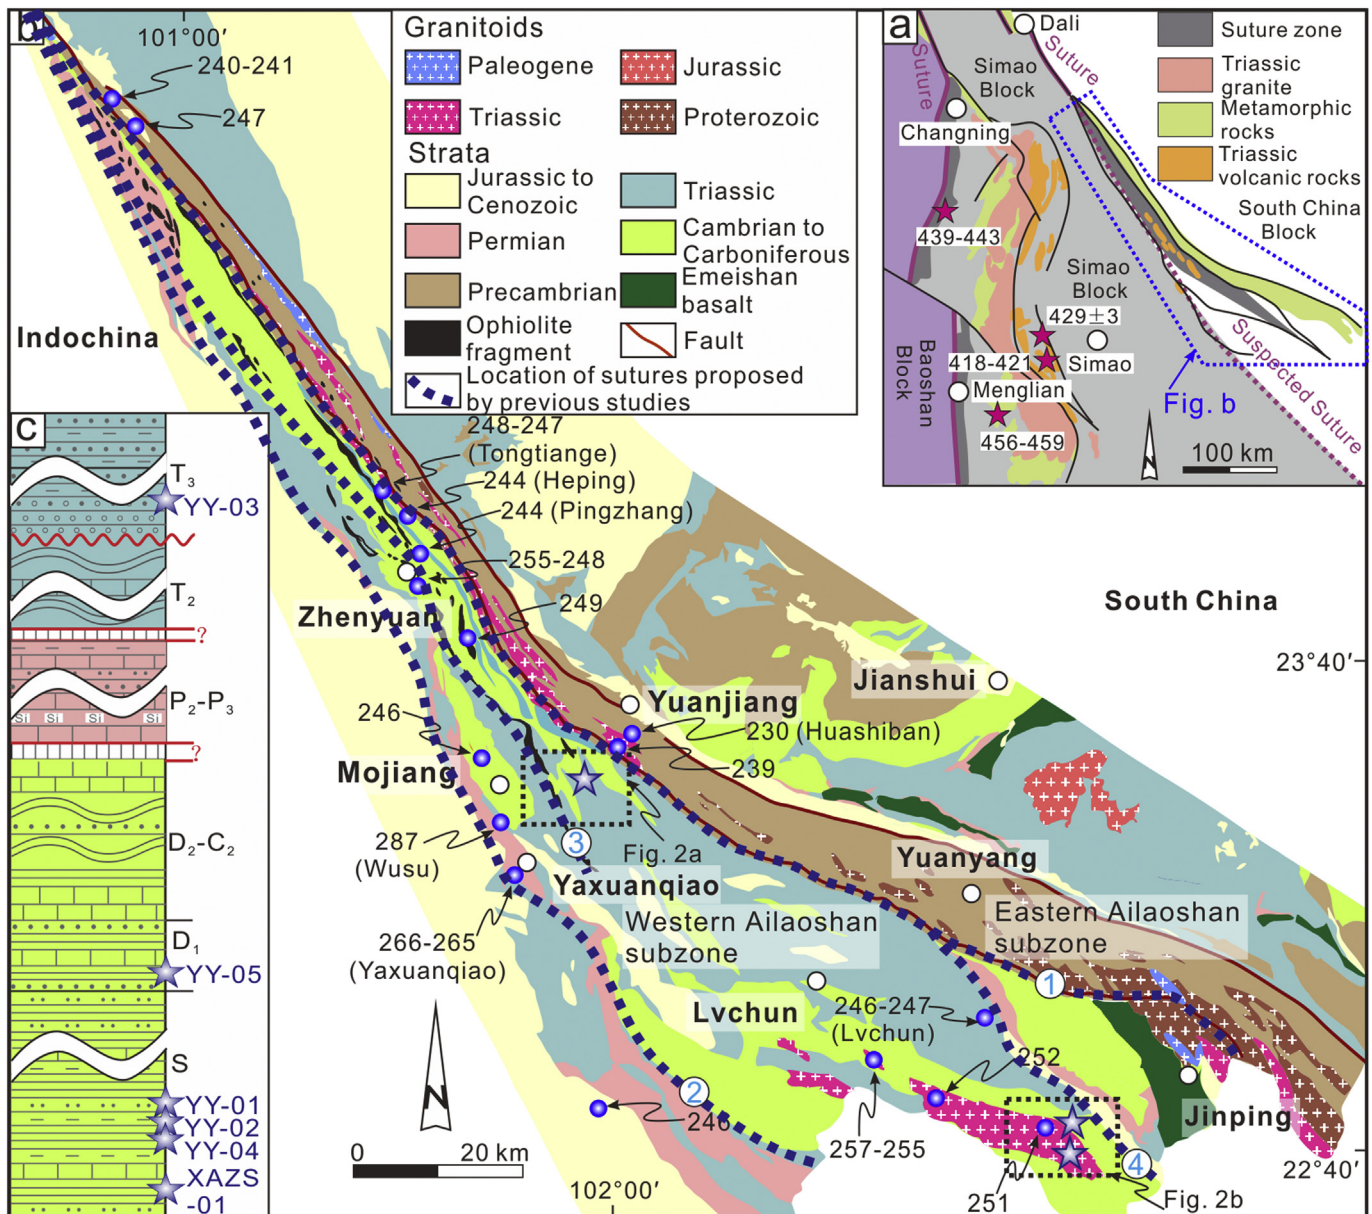 b
101°00′
240-241
247
Indochina
Granitoids
Paleogene
Jurassic
Triassic
Proterozoic
Strata
Jurassic to
Cenozoic
Triassic
Permian
Cambrian to
Carboniferous
Precambrian
Emeishan
basalt
Ophiolite
fragment
Fault
Location of sutures proposed
by previous studies
a
Dali
Suture
Suture
Simao
Block
Changning
439-443
Simao
Block
429±3
418-421
Simao
Baoshan
Block
Menglian
456-459
Fig. b
N
100 km
Suspected Suture
South China
Block
Suture zone
Triassic
granite
Metamorphic
rocks
Triassic
volcanic rocks
c
T3
YY-03
T2
?
P2-P3
Si Si Si Si
?
D2-C2
D1
YY-05
S
YY-01
YY-02
YY-04
XAZS
-01
248-247
(Tongtiange)
244 (Heping)
244 (Pingzhang)
255-248
249
Zhenyuan
South China
23°40′
Jianshui
Yuanjiang
230 (Huashiban)
239
246
Mojiang
287
(Wusu)
3
Fig. 2a
Yaxuanqiao
266-265
(Yaxuanqiao)
Western Ailaoshan
subzone
Yuanyang
Eastern Ailaoshan
subzone
1
Lvchun
246-247
(Lvchun)
252
2
246
257-255
251
4
Jinping
Fig. 2b
22°40′
N
0 20 km
102°00′